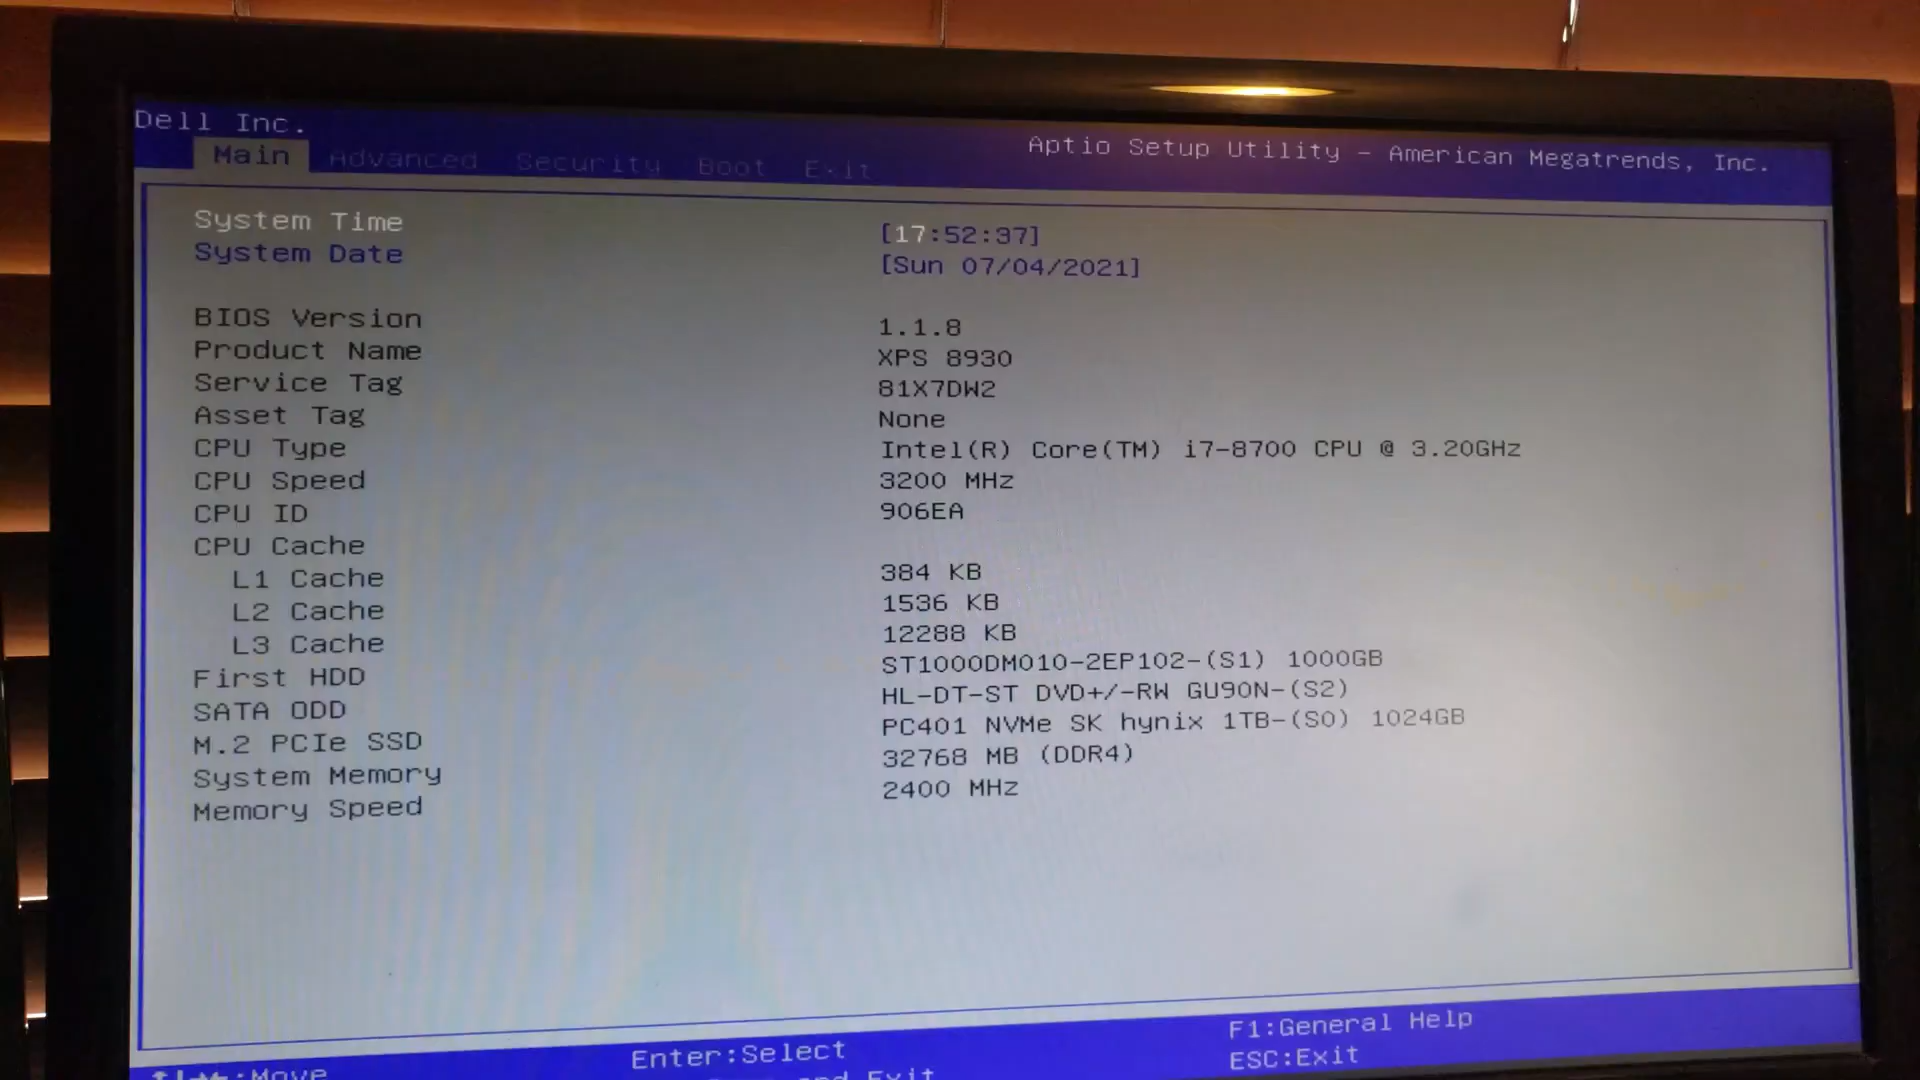 Dell Inc.
Aptio Setup Utility - American Megatrends, Inc.
Main Advanced Security Boot Exit
System Time [17:52:37]
System Date [Sun 07/04/2021]
BIOS Version 1.1.8
Product Name XPS 8930
Service Tag 81X7DW2
Asset Tag None
CPU Type Intel(R) Core(TM) i7-8700 CPU @ 3.20GHz
CPU Speed 3200 MHz
CPU ID 906EA
CPU Cache
L1 Cache 384 KB
L2 Cache 1536 KB
L3 Cache 12288 KB
First HDD ST1000DM010-2EP102-(S1) 1000GB
SATA ODD HL-DT-ST DVD+/-RW GU90N-(S2)
M.2 PCIe SSD PC401 NVMe SK hynix 1TB-(S0) 1024GB
System Memory 32768 MB (DDR4)
Memory Speed 2400 MHz
Enter:Select F1:General Help
:Move and Exit ESC:Exit